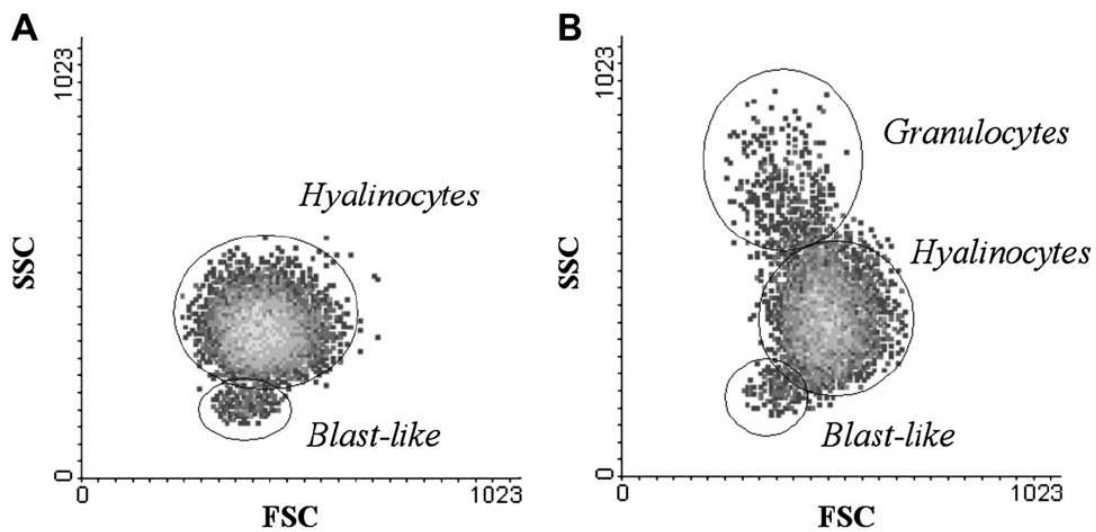 A
1023
SSC
Hyalinocytes
Blast-like
0
0
1023
FSC
B
1023
SSC
Granulocytes
Hyalinocytes
Blast-like
0
0
1023
FSC